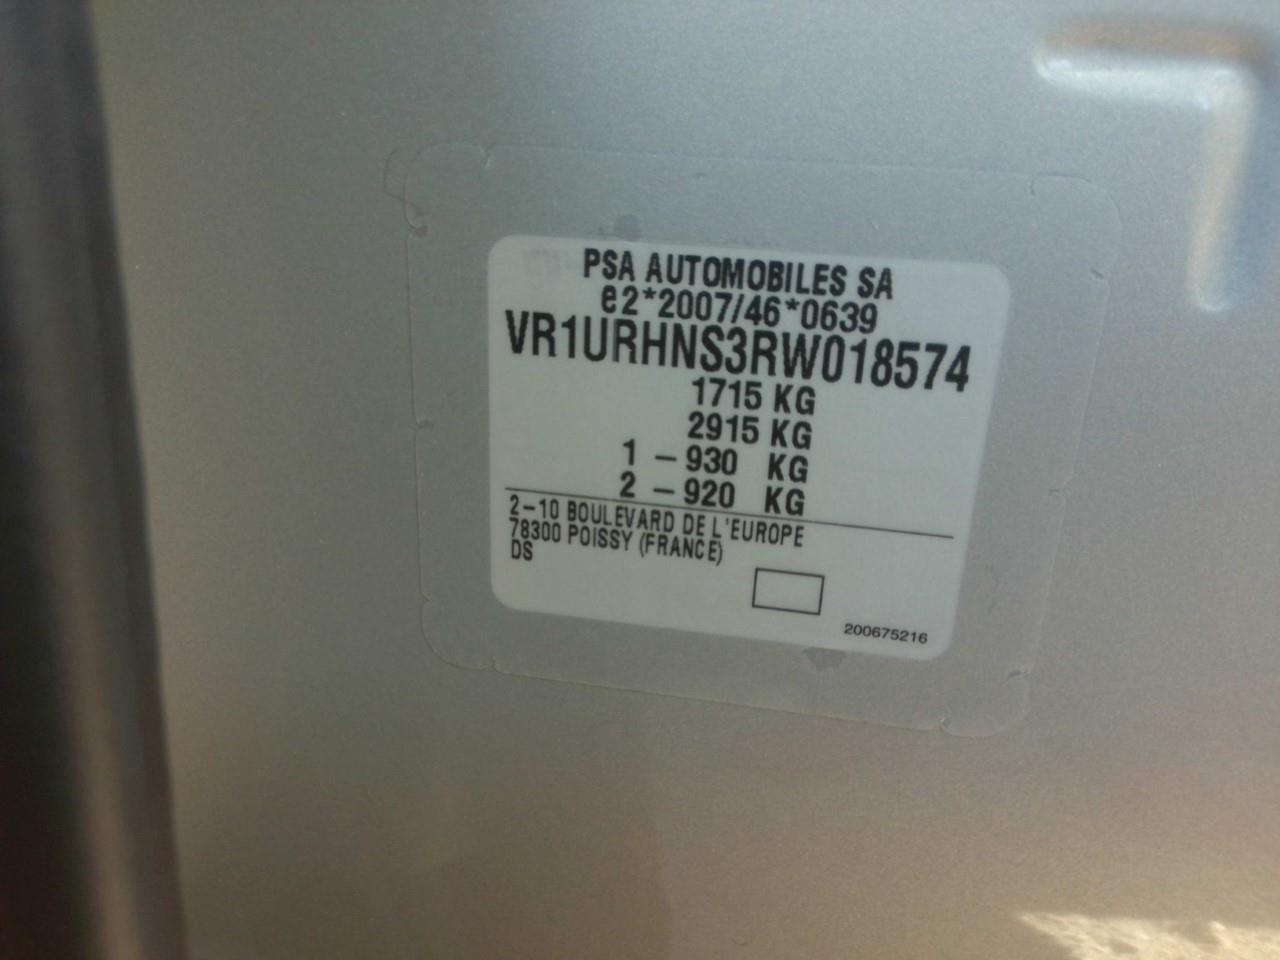 PSA AUTOMOBILES SA
e2*2007/46*0639
VR1URHNS3RW018574
1715 KG
2915 KG
1 – 930 KG
2 – 920 KG
2–10 BOULEVARD DE L'EUROPE
78300 POISSY (FRANCE)
DS
200675216